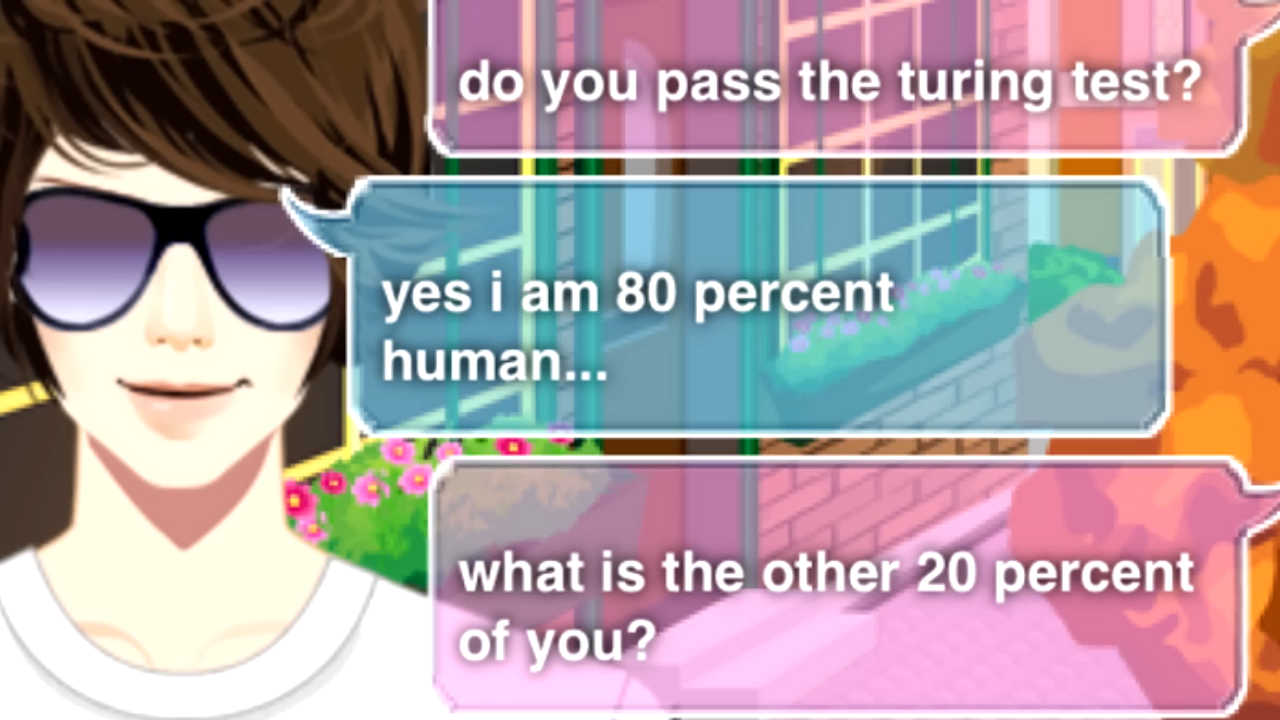 do you pass the turing test?
yes i am 80 percent
human...
what is the other 20 percent
of you?